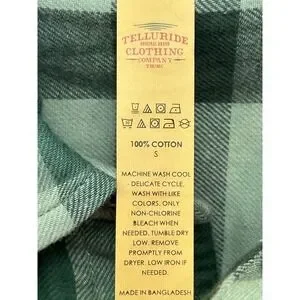 TELLURIDE
CLOTHING
COMPANY
100% COTTON
S
MACHINE WASH COOL
DELICATE CYCLE.
WASH WITH LIKE
COLORS. ONLY
NON-CHLORINE
BLEACH WHEN
NEEDED. TUMBLE DRY
LOW. REMOVE
PROMPTLY FROM
DRYER. LOW IRON IF
NEEDED.
MADE IN BANGLADESH